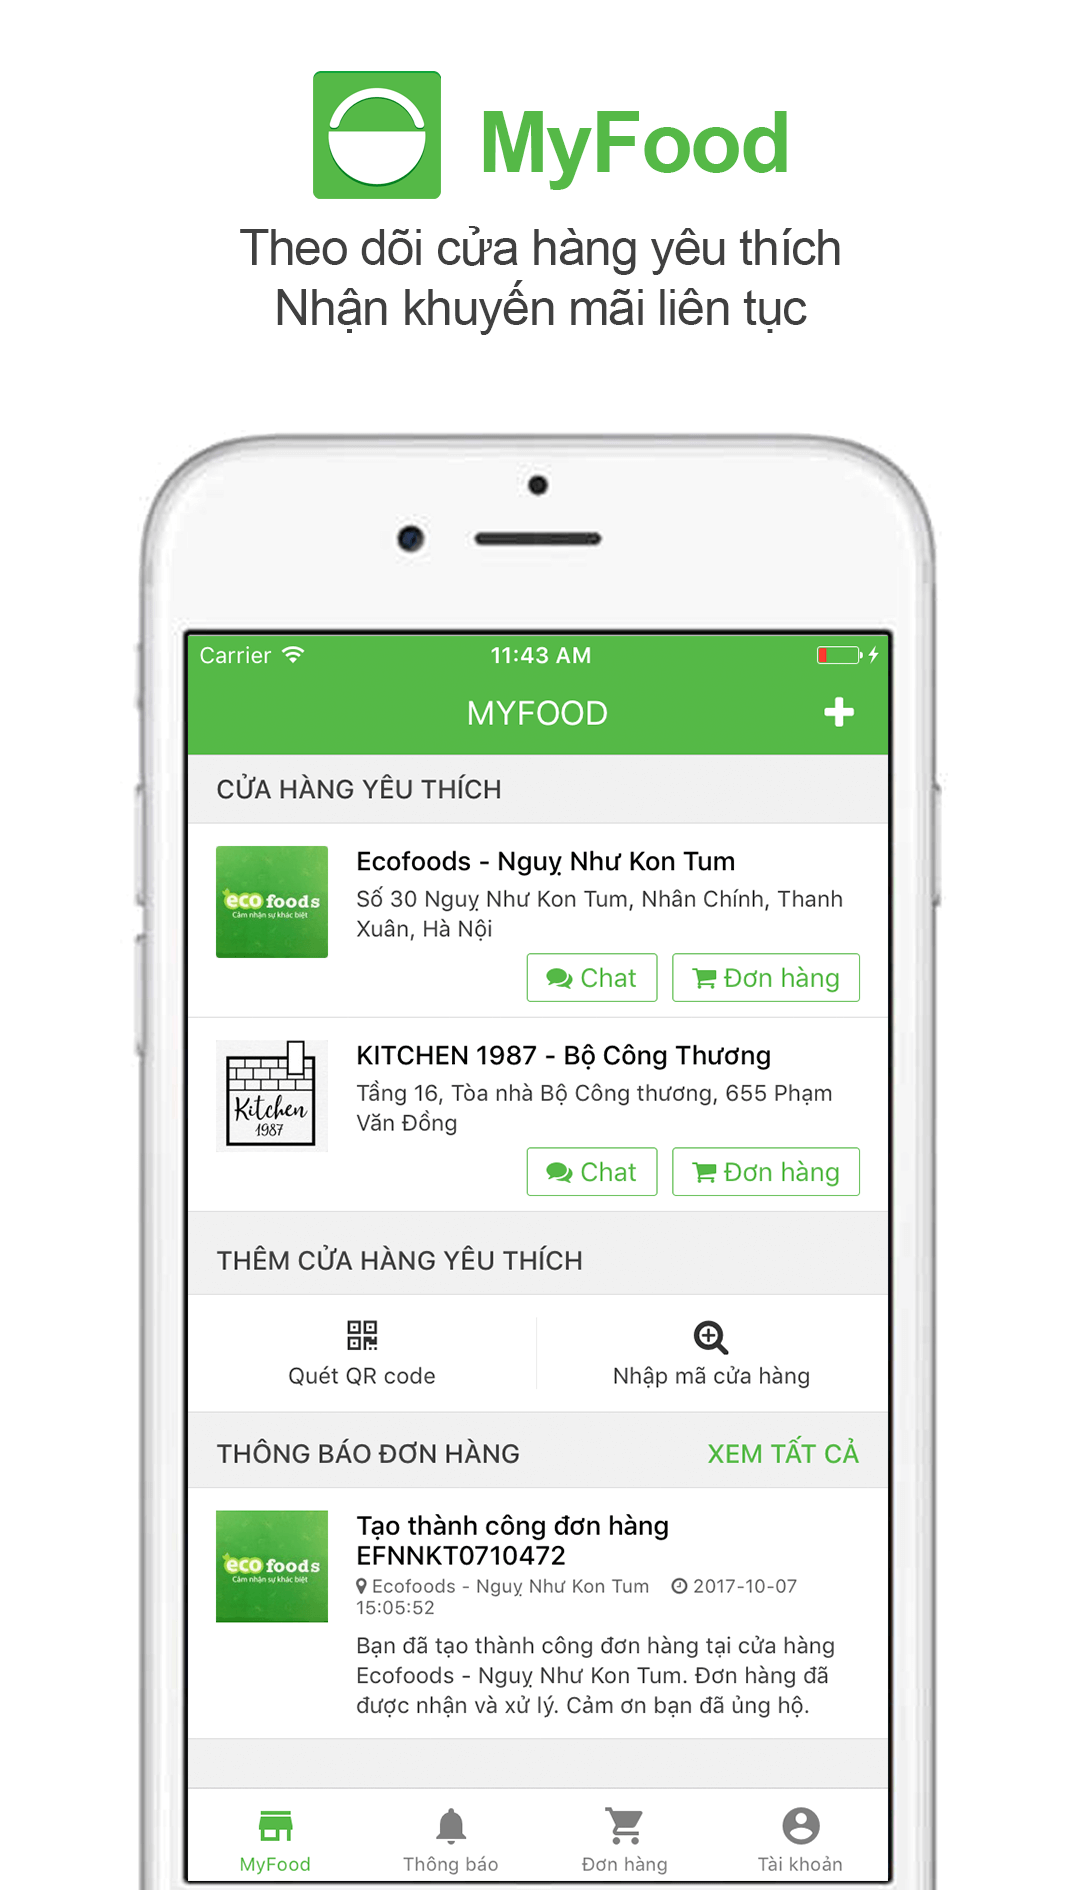 MyFood
Theo dõi cửa hàng yêu thích
Nhận khuyến mãi liên tục
Carrier 11:43 AM
MYFOOD
CỬA HÀNG YÊU THÍCH
eco foods
Cảm nhận sự khác biệt
Ecofoods - Nguỵ Như Kon Tum
Số 30 Nguỵ Như Kon Tum, Nhân Chính, Thanh
Xuân, Hà Nội
Chat Đơn hàng
Kitchen
1987
KITCHEN 1987 - Bộ Công Thương
Tầng 16, Tòa nhà Bộ Công thương, 655 Phạm
Văn Đồng
Chat Đơn hàng
THÊM CỬA HÀNG YÊU THÍCH
Quét QR code
Nhập mã cửa hàng
THÔNG BÁO ĐƠN HÀNG XEM TẤT CẢ
eco foods
Cảm nhận sự khác biệt
Tạo thành công đơn hàng
EFNNKT0710472
Ecofoods - Nguỵ Như Kon Tum 2017-10-07
15:05:52
Bạn đã tạo thành công đơn hàng tại cửa hàng
Ecofoods - Nguỵ Như Kon Tum. Đơn hàng đã
được nhận và xử lý. Cảm ơn bạn đã ủng hộ.
MyFood Thông báo Đơn hàng Tài khoản